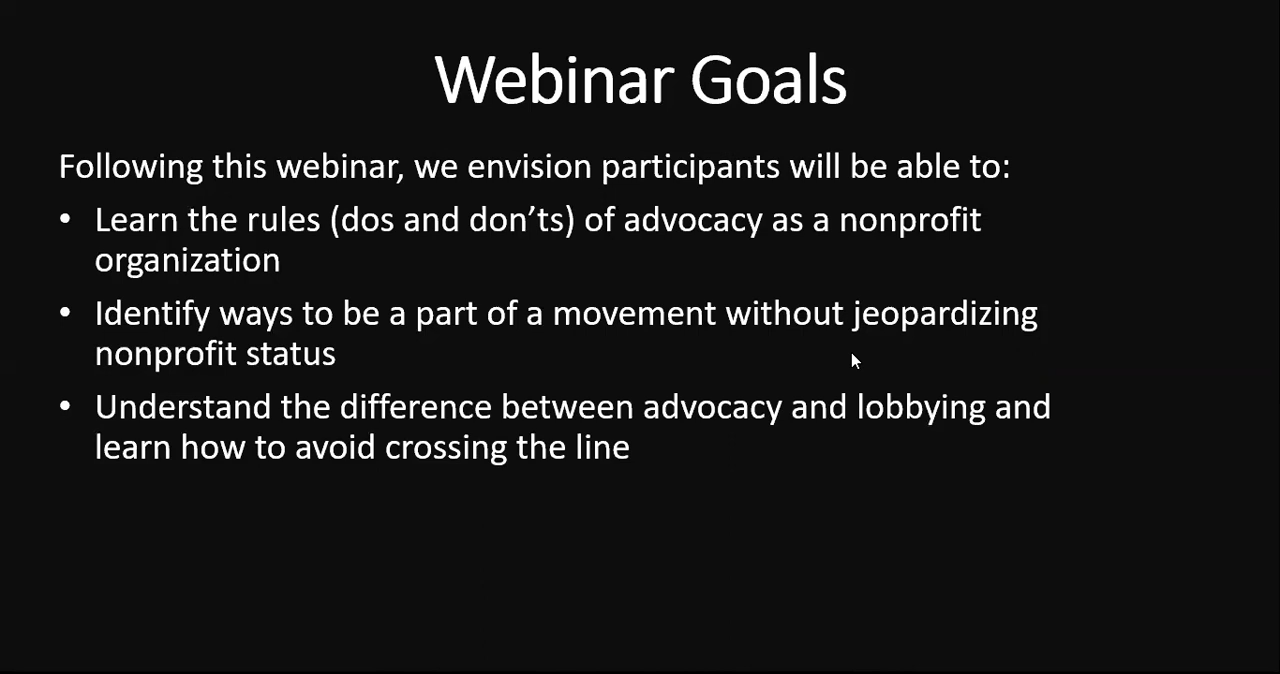 Webinar Goals
Following this webinar, we envision participants will be able to:
• Learn the rules (dos and don’ts) of advocacy as a nonprofit
organization
• Identify ways to be a part of a movement without jeopardizing
nonprofit status
• Understand the difference between advocacy and lobbying and
learn how to avoid crossing the line